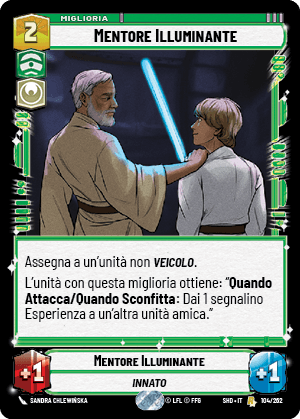 MIGLIORIA
2
MENTORE ILLUMINANTE
Assegna a un'unità non VEICOLO.
L'unità con questa miglioria ottiene: "Quando
Attacca/Quando Sconfitta: Dai 1 segnalino
Esperienza a un'altra unità amica."
+1
MENTORE ILLUMINANTE
+1
INNATO
SANDRA CHLEWIŃSKA
© LFL © FFG
SHD • IT
104/262